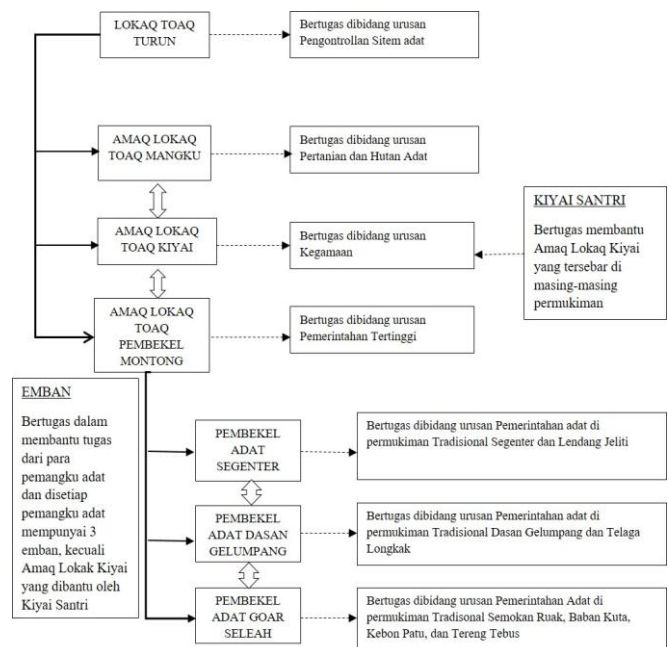 LOKAQ TOAQ
TURUN
Bertugas dibidang urusan
Pengontrollan Sitem adat
AMAQ LOKAQ
TOAQ MANGKU
Bertugas dibidang urusan
Pertanian dan Hutan Adat
AMAQ LOKAQ
TOAQ KIYAI
Bertugas dibidang urusan
Kegamaan
KIYAI SANTRI
Bertugas membantu
Amaq Lokaq Kiyai
yang tersebar di
masing-masing
permukiman
AMAQ LOKAQ
TOAQ
PEMBEKEL
MONTONG
Bertugas dibidang urusan
Pemerintahan Tertinggi
EMBAN
Bertugas dalam
membantu tugas
dari para
pemangku adat
dan disetiap
pemangku adat
mempunyai 3
emban, kecuali
Amaq Lokak Kiyai
yang dibantu oleh
Kiyai Santri
PEMBEKEL
ADAT
SEGENTER
Bertugas dibidang urusan Pemerintahan adat di
permukiman Tradisional Segenter dan Lendang Jeliti
PEMBEKEL
ADAT DASAN
GELUMPANG
Bertugas dibidang urusan Pemerintahan adat di
permukiman Tradisional Dasan Gelumpang dan Telaga
Longkak
PEMBEKEL
ADAT GOAR
SELEAH
Bertugas dibidang urusan Pemerintahan Adat di
permukiman Tradisonal Semokan Ruak, Baban Kuta,
Kebon Patu, dan Tereng Tebus